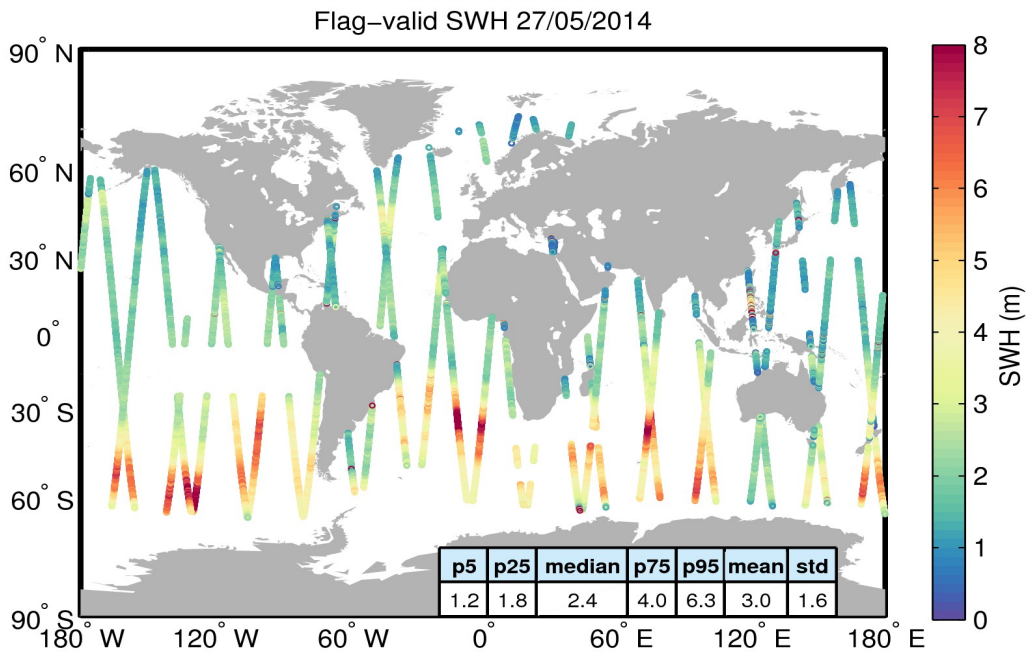 Flag−valid SWH 27/05/2014
90° N
60° N
30° N
0°
30° S
60° S
90° S
180° W
120° W
60° W
0°
60° E
120° E
180° E
p5 p25 median p75 p95 mean std
1.2 1.8 2.4 4.0 6.3 3.0 1.6
8
7
6
5
4
3
2
1
0
SWH (m)